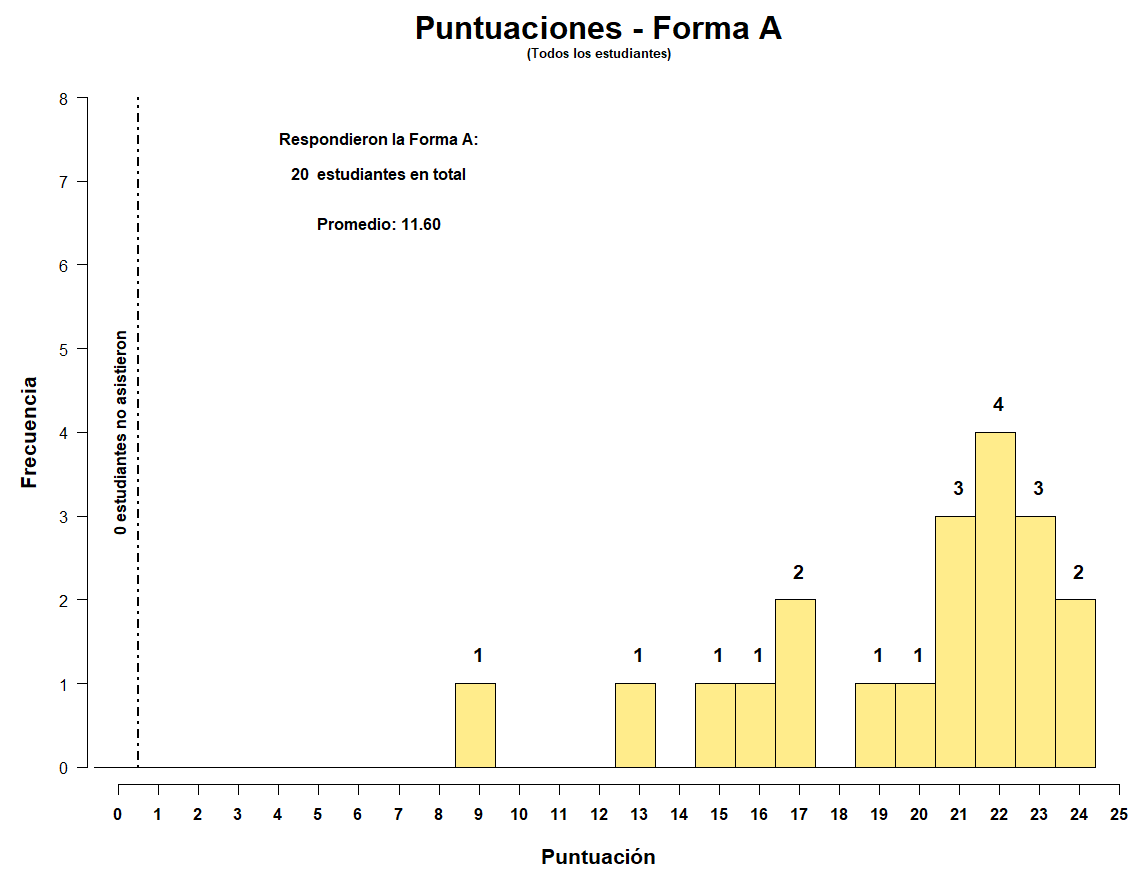 Puntuaciones - Forma A
(Todos los estudiantes)
Respondieron la Forma A:
20 estudiantes en total
Promedio: 11.60
Frecuencia
8
7
6
5
4
3
2
1
0
0 estudiantes no asistieron
1
1
1
1
2
1
1
3
4
3
2
0 1 2 3 4 5 6 7 8 9 10 11 12 13 14 15 16 17 18 19 20 21 22 23 24 25
Puntuación